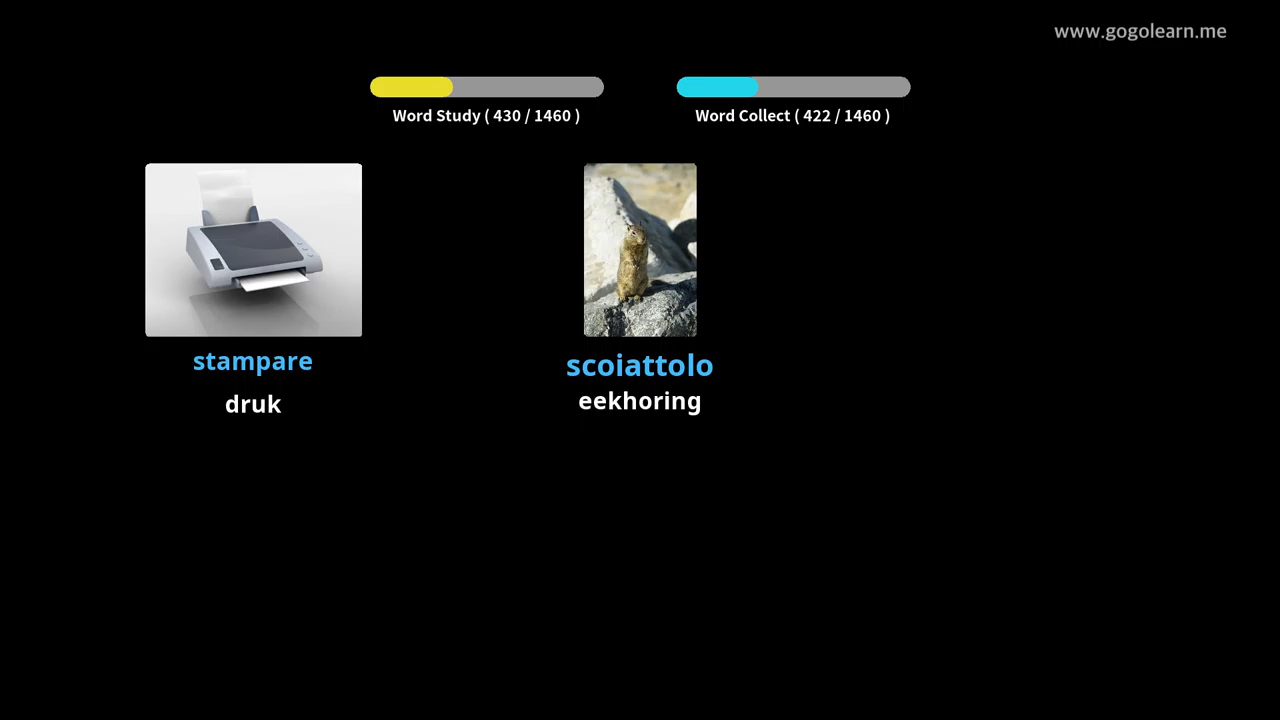 www.gogolearn.me
Word Study ( 430 / 1460 )
Word Collect ( 422 / 1460 )
stampare
druk
scoiattolo
eekhoring